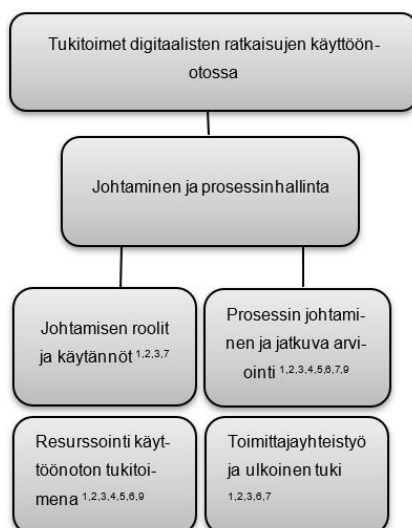 Tukitoimet digitaalisten ratkaisujen käyttöön-
otossa
Johtaminen ja prosessinhallinta
Johtamisen roolit
ja käytännöt 1,2,3,7
Prosessin johtami-
nen ja jatkuva arvi-
ointi 1,2,3,4,5,6,7,9
Resurssointi käyt-
töönoton tukitoi-
mena 1,2,3,4,5,6,9
Toimittajayhteistyö
ja ulkoinen tuki
1,2,3,6,7